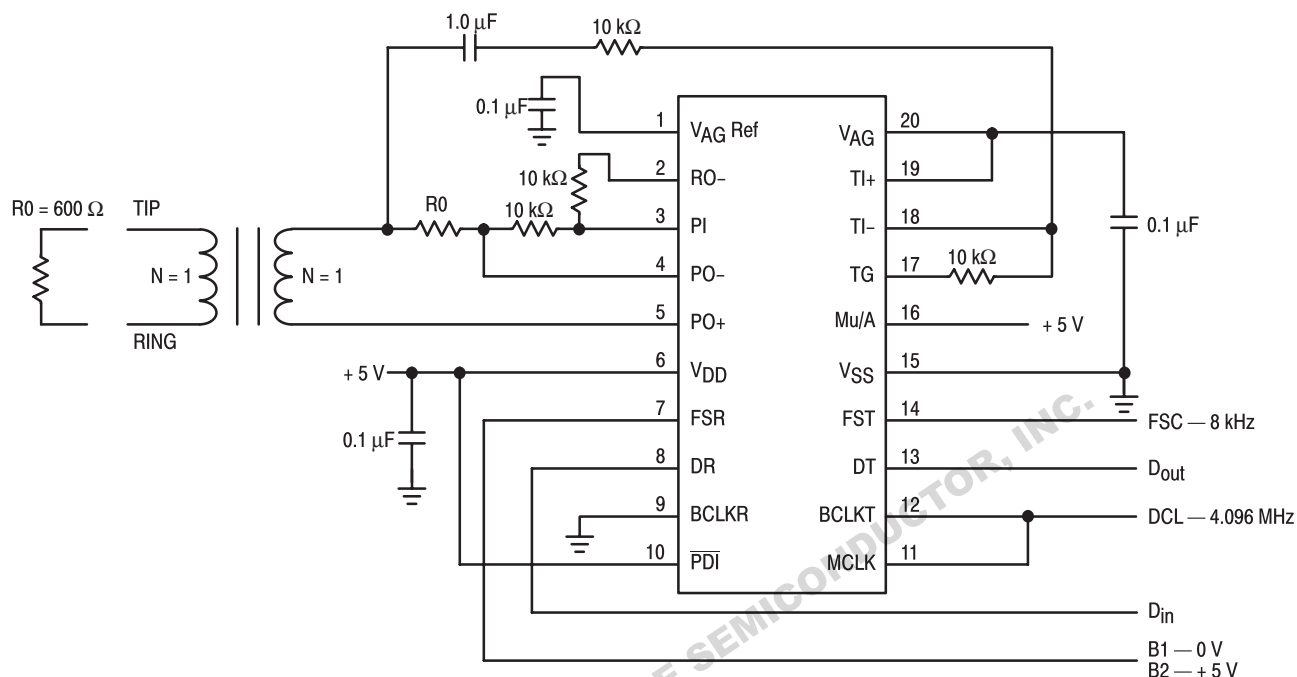 1.0 μF
10 kΩ
0.1 μF
1
VAG Ref
VAG
20
2
RO−
TI+
19
10 kΩ
R0 = 600 Ω
TIP
R0
10 kΩ
3
PI
TI−
18
0.1 μF
N = 1
N = 1
4
PO−
TG
17
10 kΩ
5
PO+
Mu/A
16
+ 5 V
RING
+ 5 V
6
VDD
VSS
15
7
FSR
FST
14
FSC — 8 kHz
0.1 μF
8
DR
DT
13
Dout
9
BCLKR
BCLKT
12
DCL — 4.096 MHz
10
PDI
MCLK
11
Din
B1 — 0 V
B2 — + 5 V
SEMICONDUCTOR, INC.